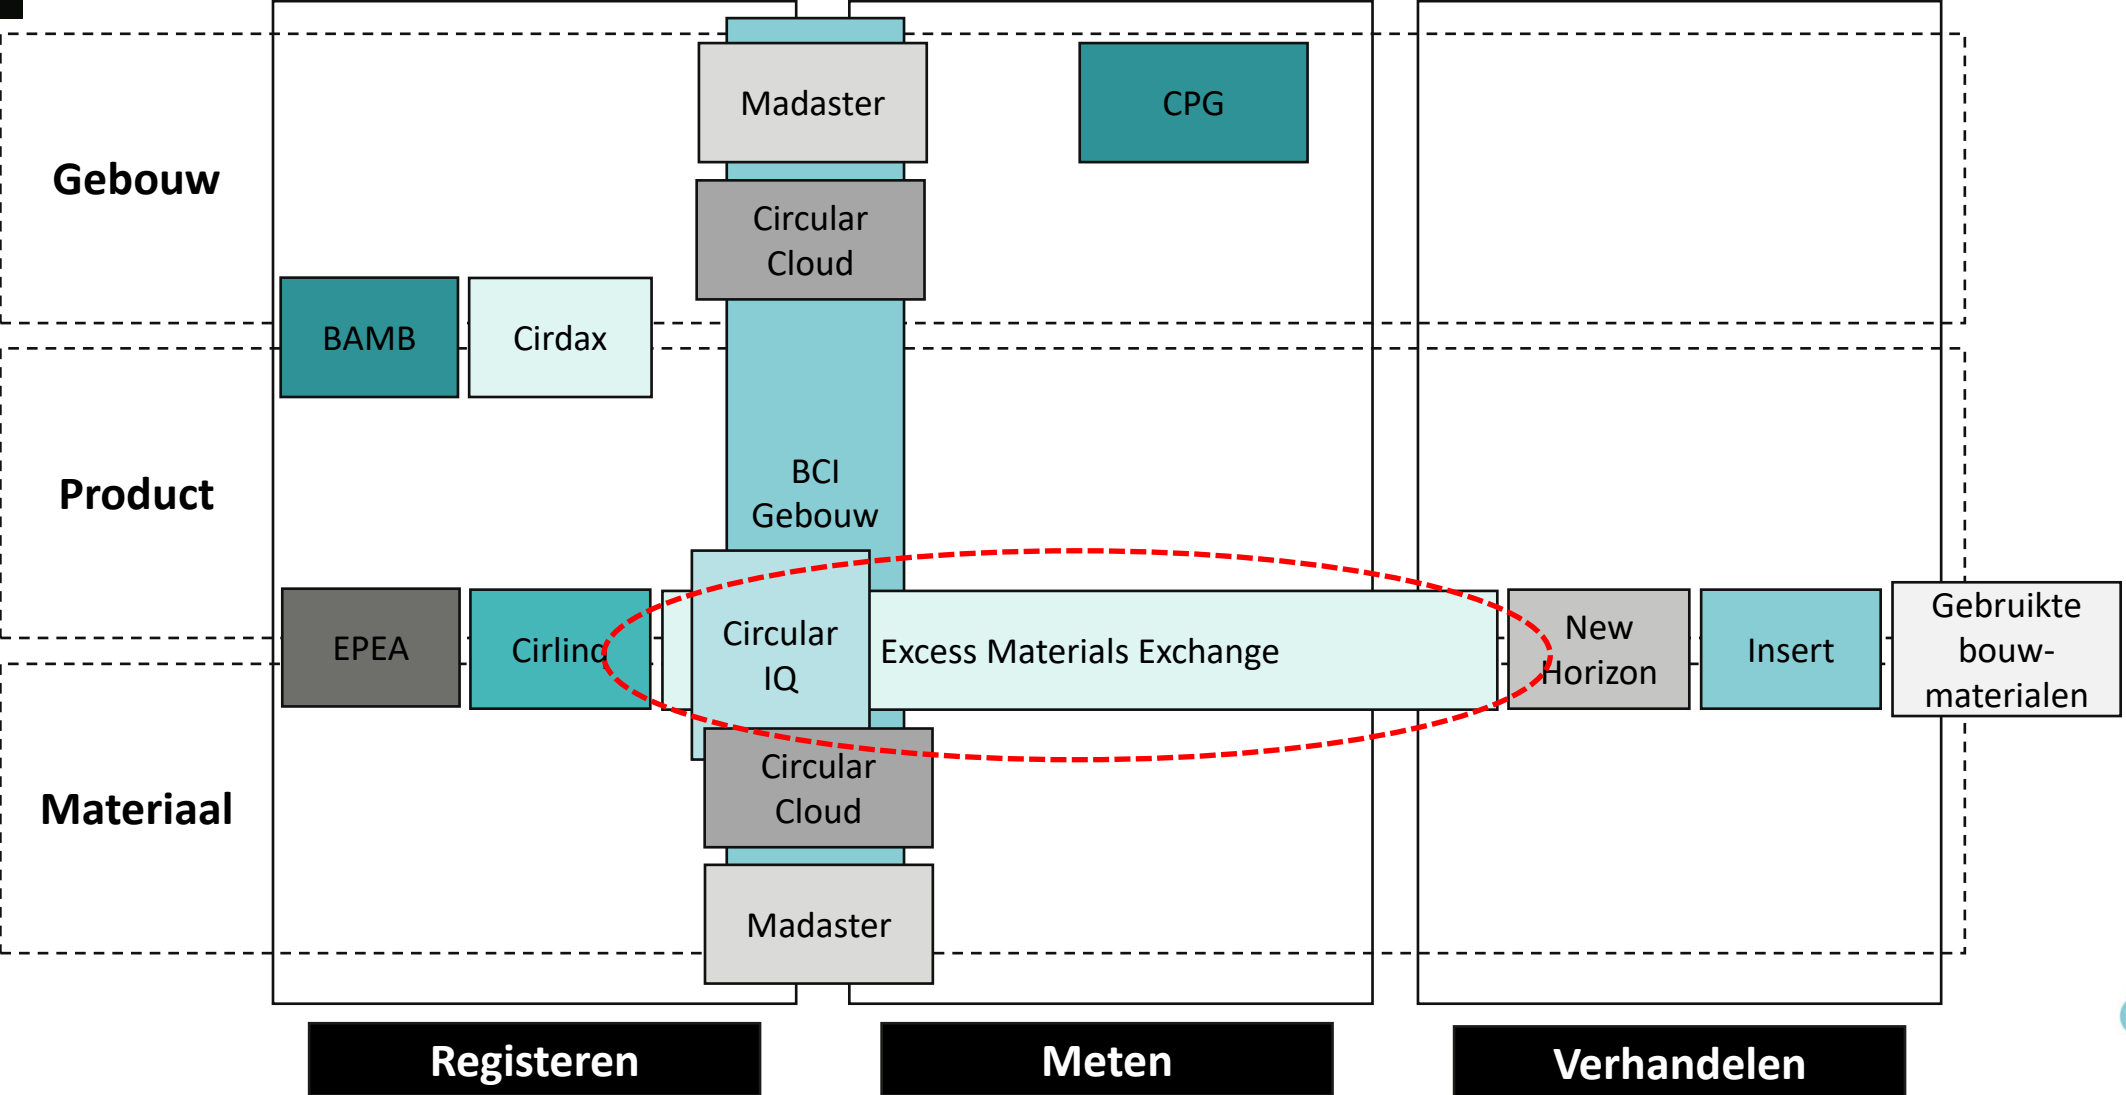 Madaster
CPG
Gebouw
Circular
Cloud
BAMB
Cirdax
BCI
Gebouw
Product
EPEA
Cirlinq
Circular
IQ
Excess Materials Exchange
New
Horizon
Insert
Gebruikte
bouw-
materialen
Materiaal
Circular
Cloud
Madaster
Registeren
Meten
Verhandelen